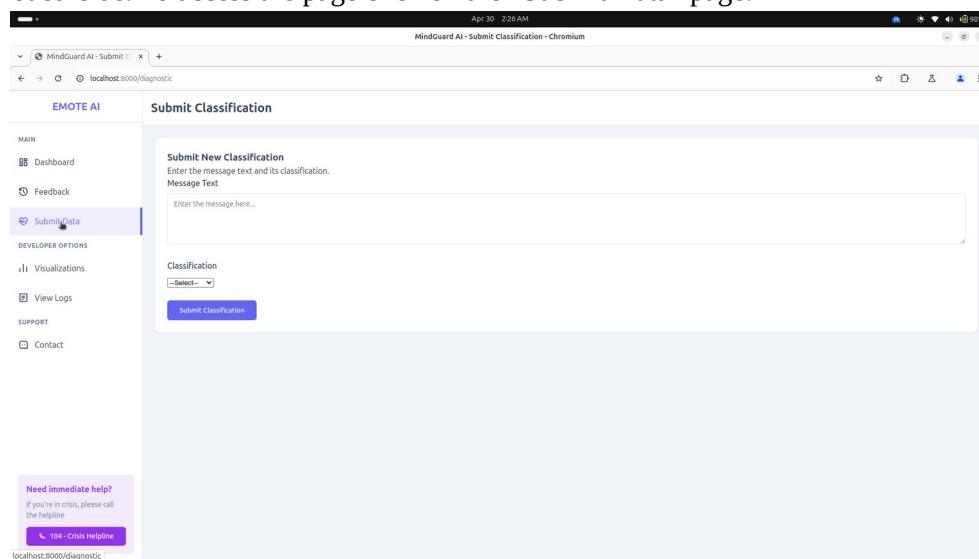 Apr 30 2:26 AM
98%
MindGuard AI - Submit Classification - Chromium
MindGuard AI - Submit Cl
localhost:8000/diagnostic
EMOTE AI
Submit Classification
MAIN
Dashboard
Feedback
Submit Data
DEVELOPER OPTIONS
Visualizations
View Logs
SUPPORT
Contact
Submit New Classification
Enter the message text and its classification.
Message Text
Enter the message here...
Classification
--Select--
Submit Classification
Need immediate help?
If you're in crisis, please call
the helpline
104 - Crisis Helpline
localhost:8000/diagnostic